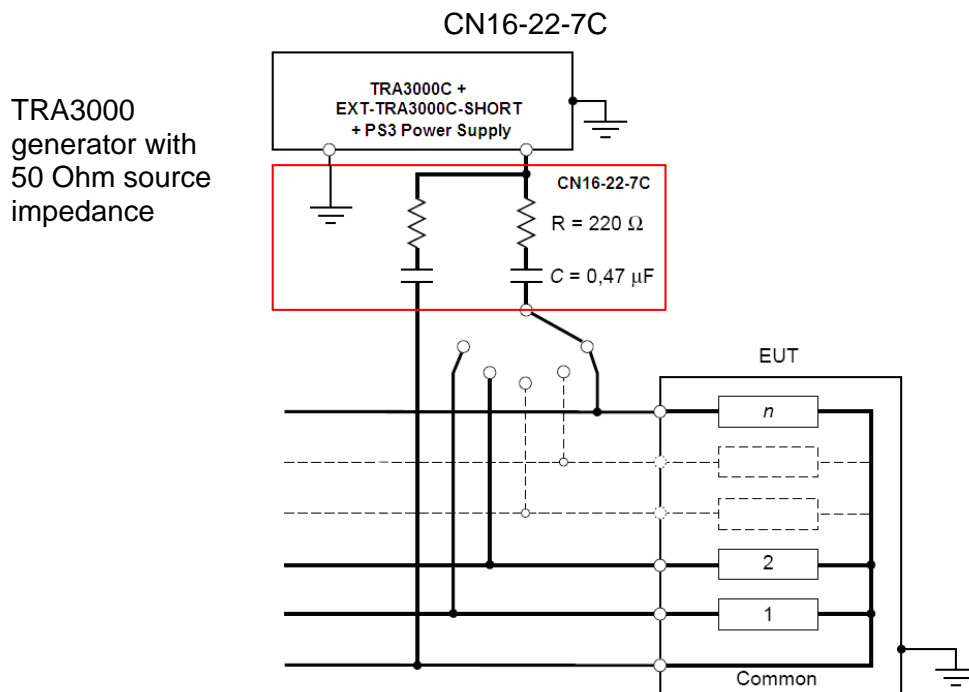 CN16-22-7C
TRA3000
generator with
50 Ohm source
impedance
TRA3000C +
EXT-TRA3000C-SHORT
+ PS3 Power Supply
CN16-22-7C
R = 220 Ω
C = 0,47 μF
EUT
n
2
1
Common